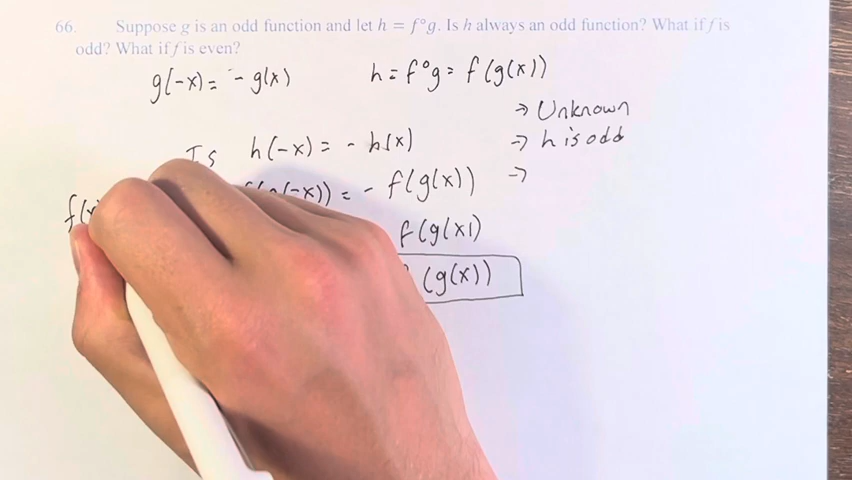 66. Suppose g is an odd function and let h = f°g. Is h always an odd function? What if f is
odd? What if f is even?
g(-x) = - g(x) h = f°g = f(g(x))
→ Unknown
Is h(-x) = - h(x) → h is odd
(-x)) = - f(g(x)) →
f(x) f(g(x))
(g(x))